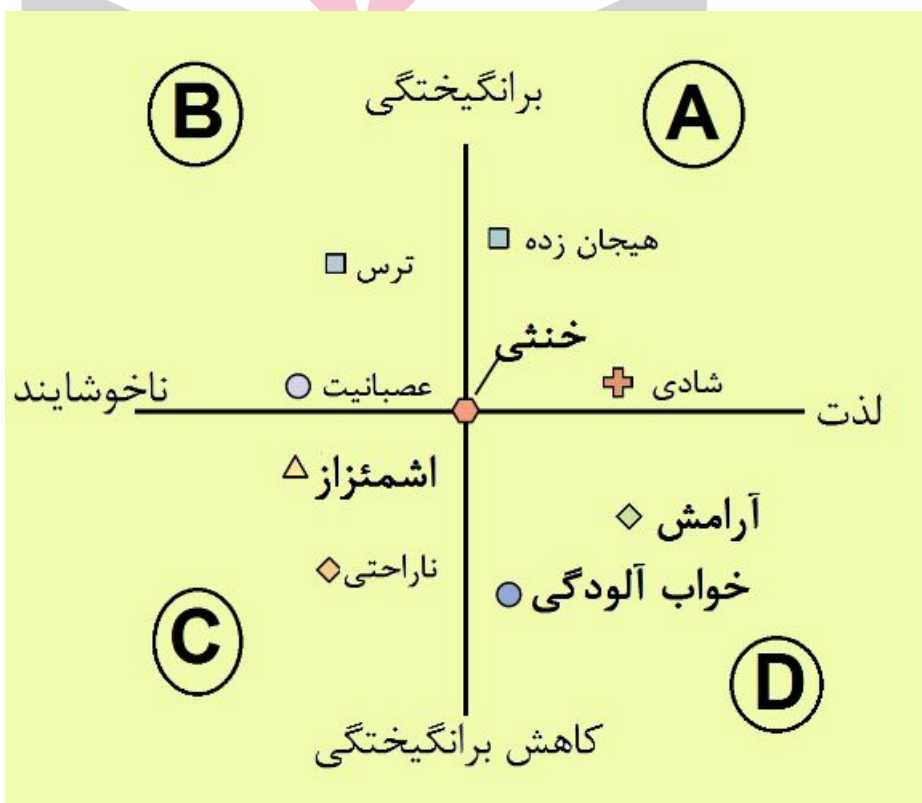 B
برانگیختگی
A
هیجان زده
ترس
خنثی
شادی
عصبانیت
لذت
ناخوشایند
اشمئزاز
آرامش
ناراحتی
خواب آلودگی
C
D
کاهش برانگیختگی